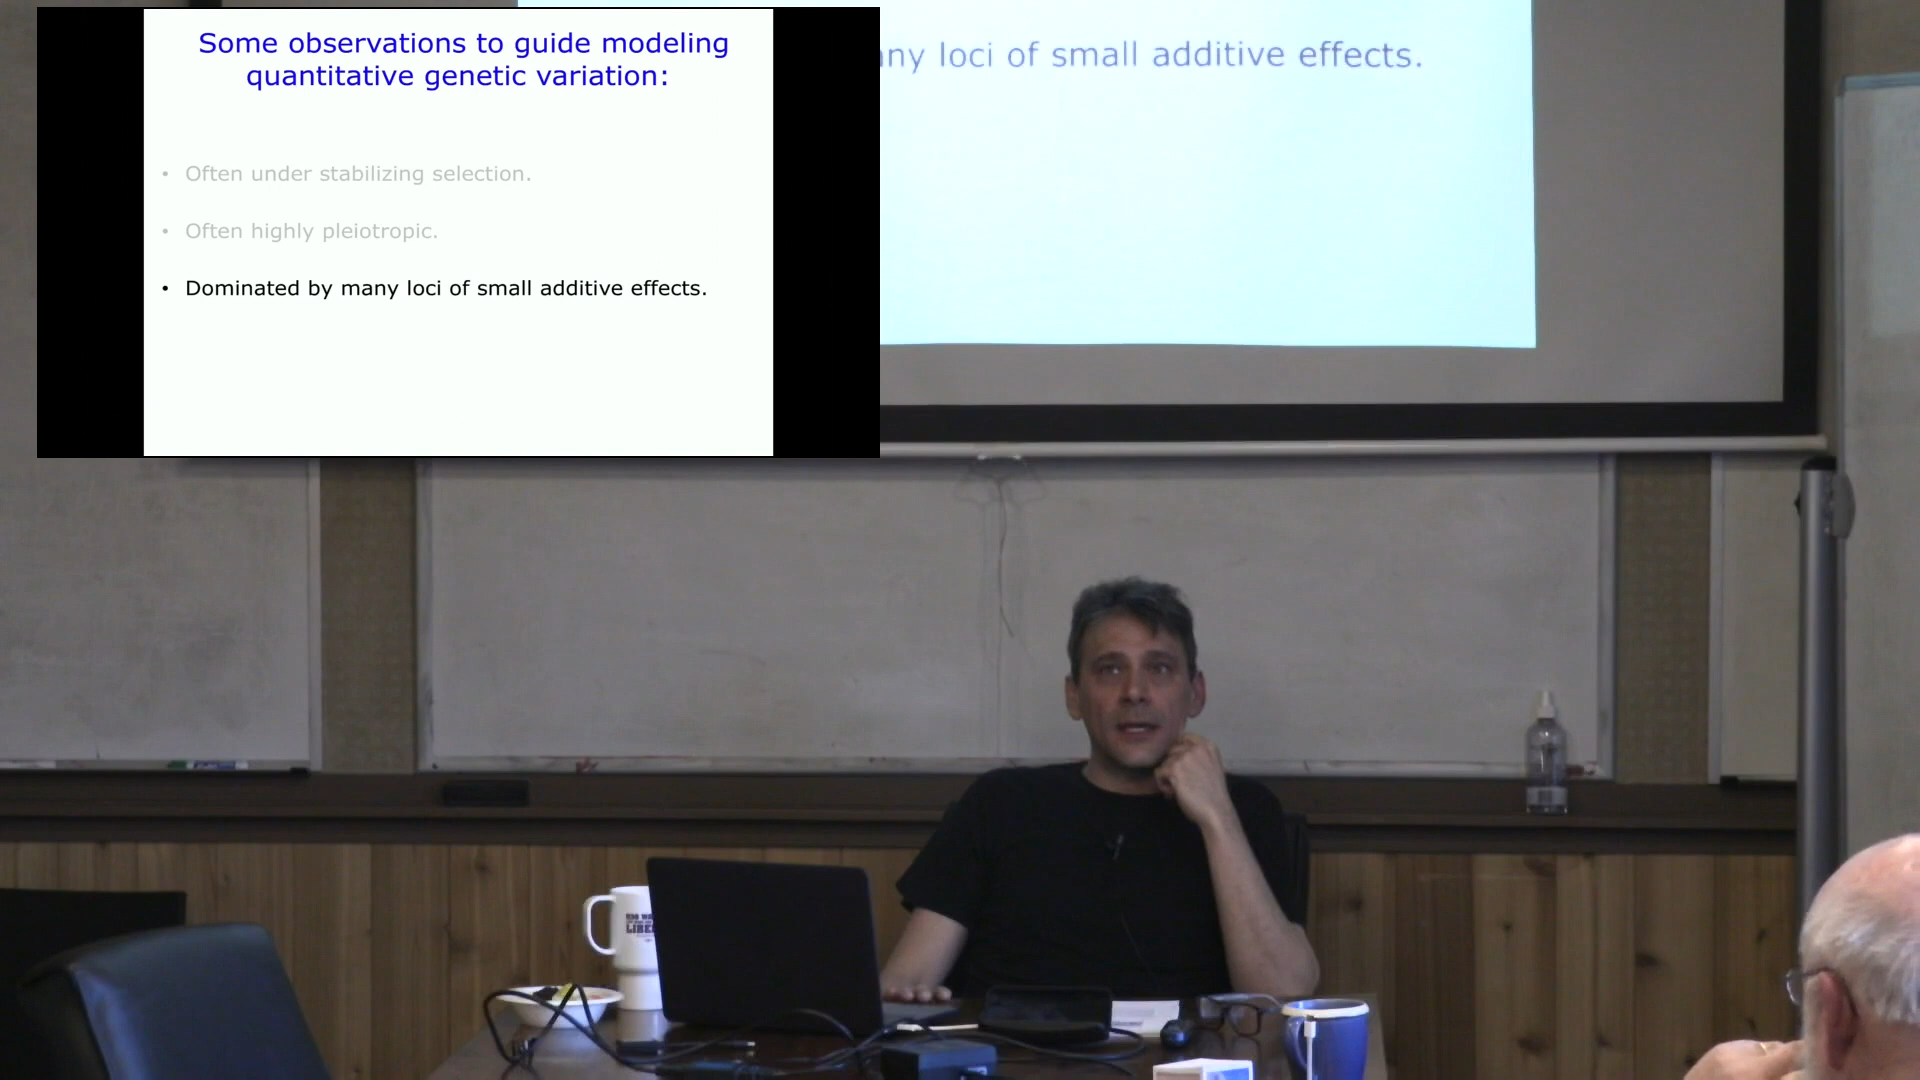 Some observations to guide modeling
quantitative genetic variation:
• Often under stabilizing selection.
• Often highly pleiotropic.
• Dominated by many loci of small additive effects.
any loci of small additive effects.